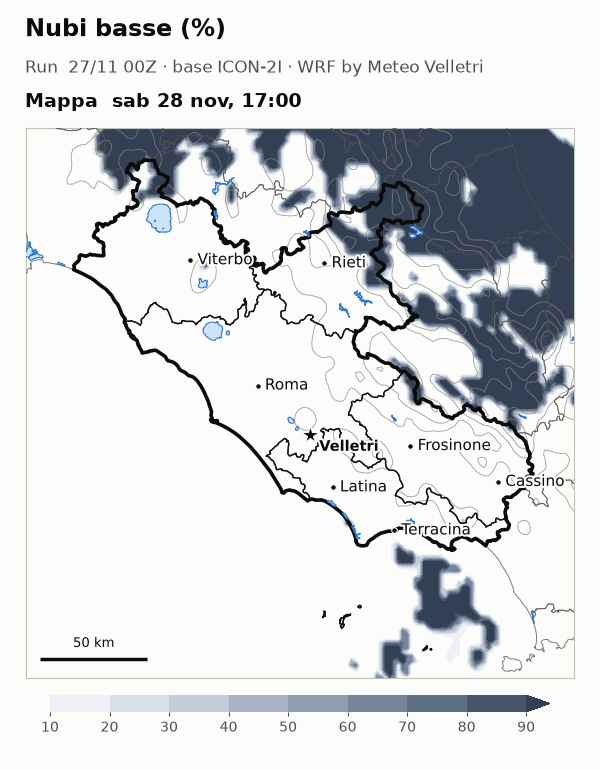 Nubi basse (%)
Run  27/11 00Z · base ICON-2I · WRF by Meteo Velletri
Mappa  sab 28 nov, 17:00
Viterbo
Rieti
Roma
Velletri
Frosinone
Cassino
Latina
Terracina
50 km
10 20 30 40 50 60 70 80 90